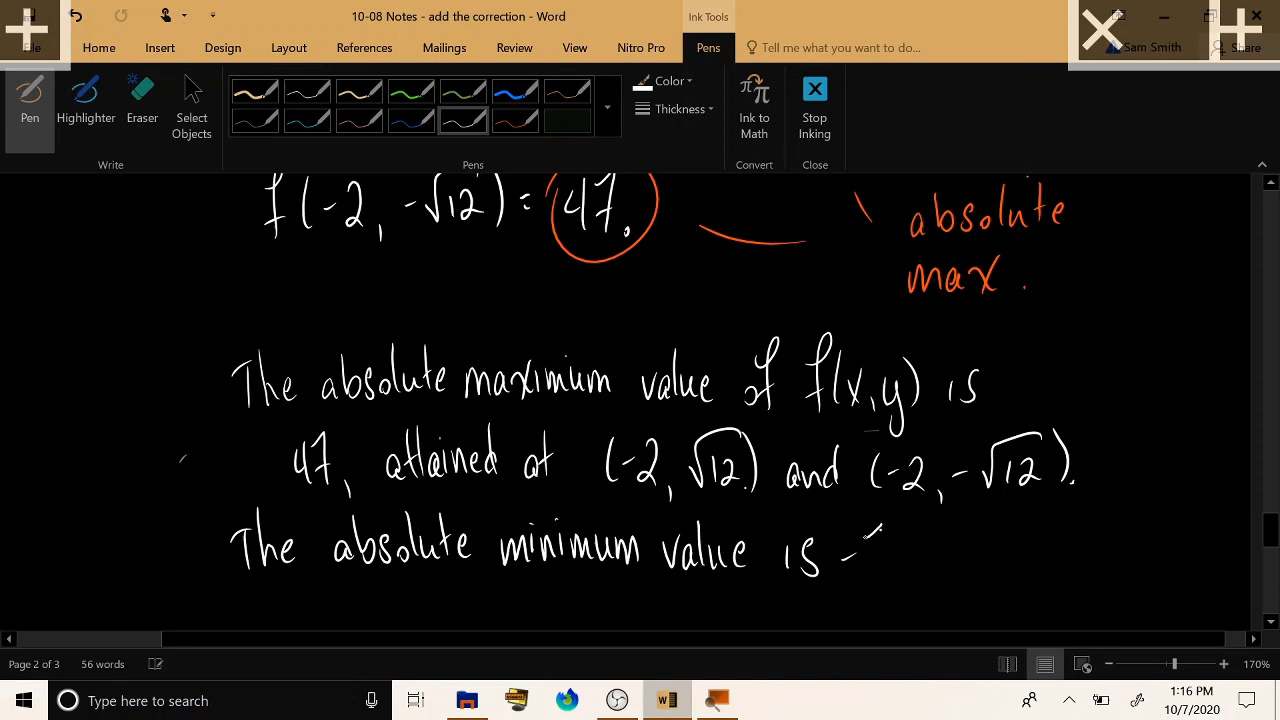 10-08 Notes - add the correction - Word
Ink Tools
File Home Insert Design Layout References Mailings Review View Nitro Pro Pens Tell me what you want to do... Sam Smith Share
Pen Highlighter Eraser Select Objects
Color
Thickness
Ink to Math
Stop Inking
Write Pens Convert Close
f(-2, -√12) = 47.
absolute
max.
The absolute maximum value of f(x,y) is
47, attained at (-2, √12) and (-2, -√12).
The absolute minimum value is -
Page 2 of 3 56 words 170%
Type here to search
1:16 PM
10/7/2020